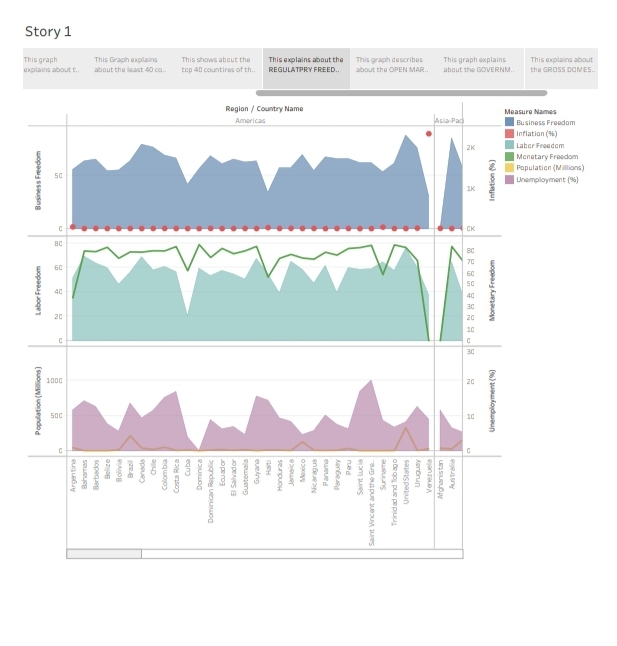 Story 1
This graph
explains about t..
This Graph explains
about the least 40 co..
This shows about the
top 40 countires of th..
This explains about the
REGULATPRY FREED..
This graph describes
about the OPEN MAR..
This graph explains
about the GOVERNM..
This explains about
the GROSS DOMES..
Region / Country Name
Americas
Asia-Paci
Measure Names
Business Freedom
Inflation (%)
Labor Freedom
Monetary Freedom
Population (Millions)
Unemployment (%)
Business Freedom
50
0
2K
1K
0K
Inflation (%)
Labor Freedom
80
60
40
20
0
80
70
60
50
40
30
20
10
0
Monetary Freedom
Population (Millions)
1000
500
0
30
20
10
0
Unemployment (%)
Argentina
Bahamas
Barbados
Belize
Bolivia
Brazil
Canada
Chile
Colombia
Costa Rica
Cuba
Dominica
Dominican Republic
Ecuador
El Salvador
Guatemala
Guyana
Haiti
Honduras
Jamaica
Mexico
Nicaragua
Panama
Paraguay
Peru
Saint Lucia
Saint Vincent and the Gre..
Suriname
Trinidad and Tobago
United States
Uruguay
Venezuela
Afghanistan
Australia